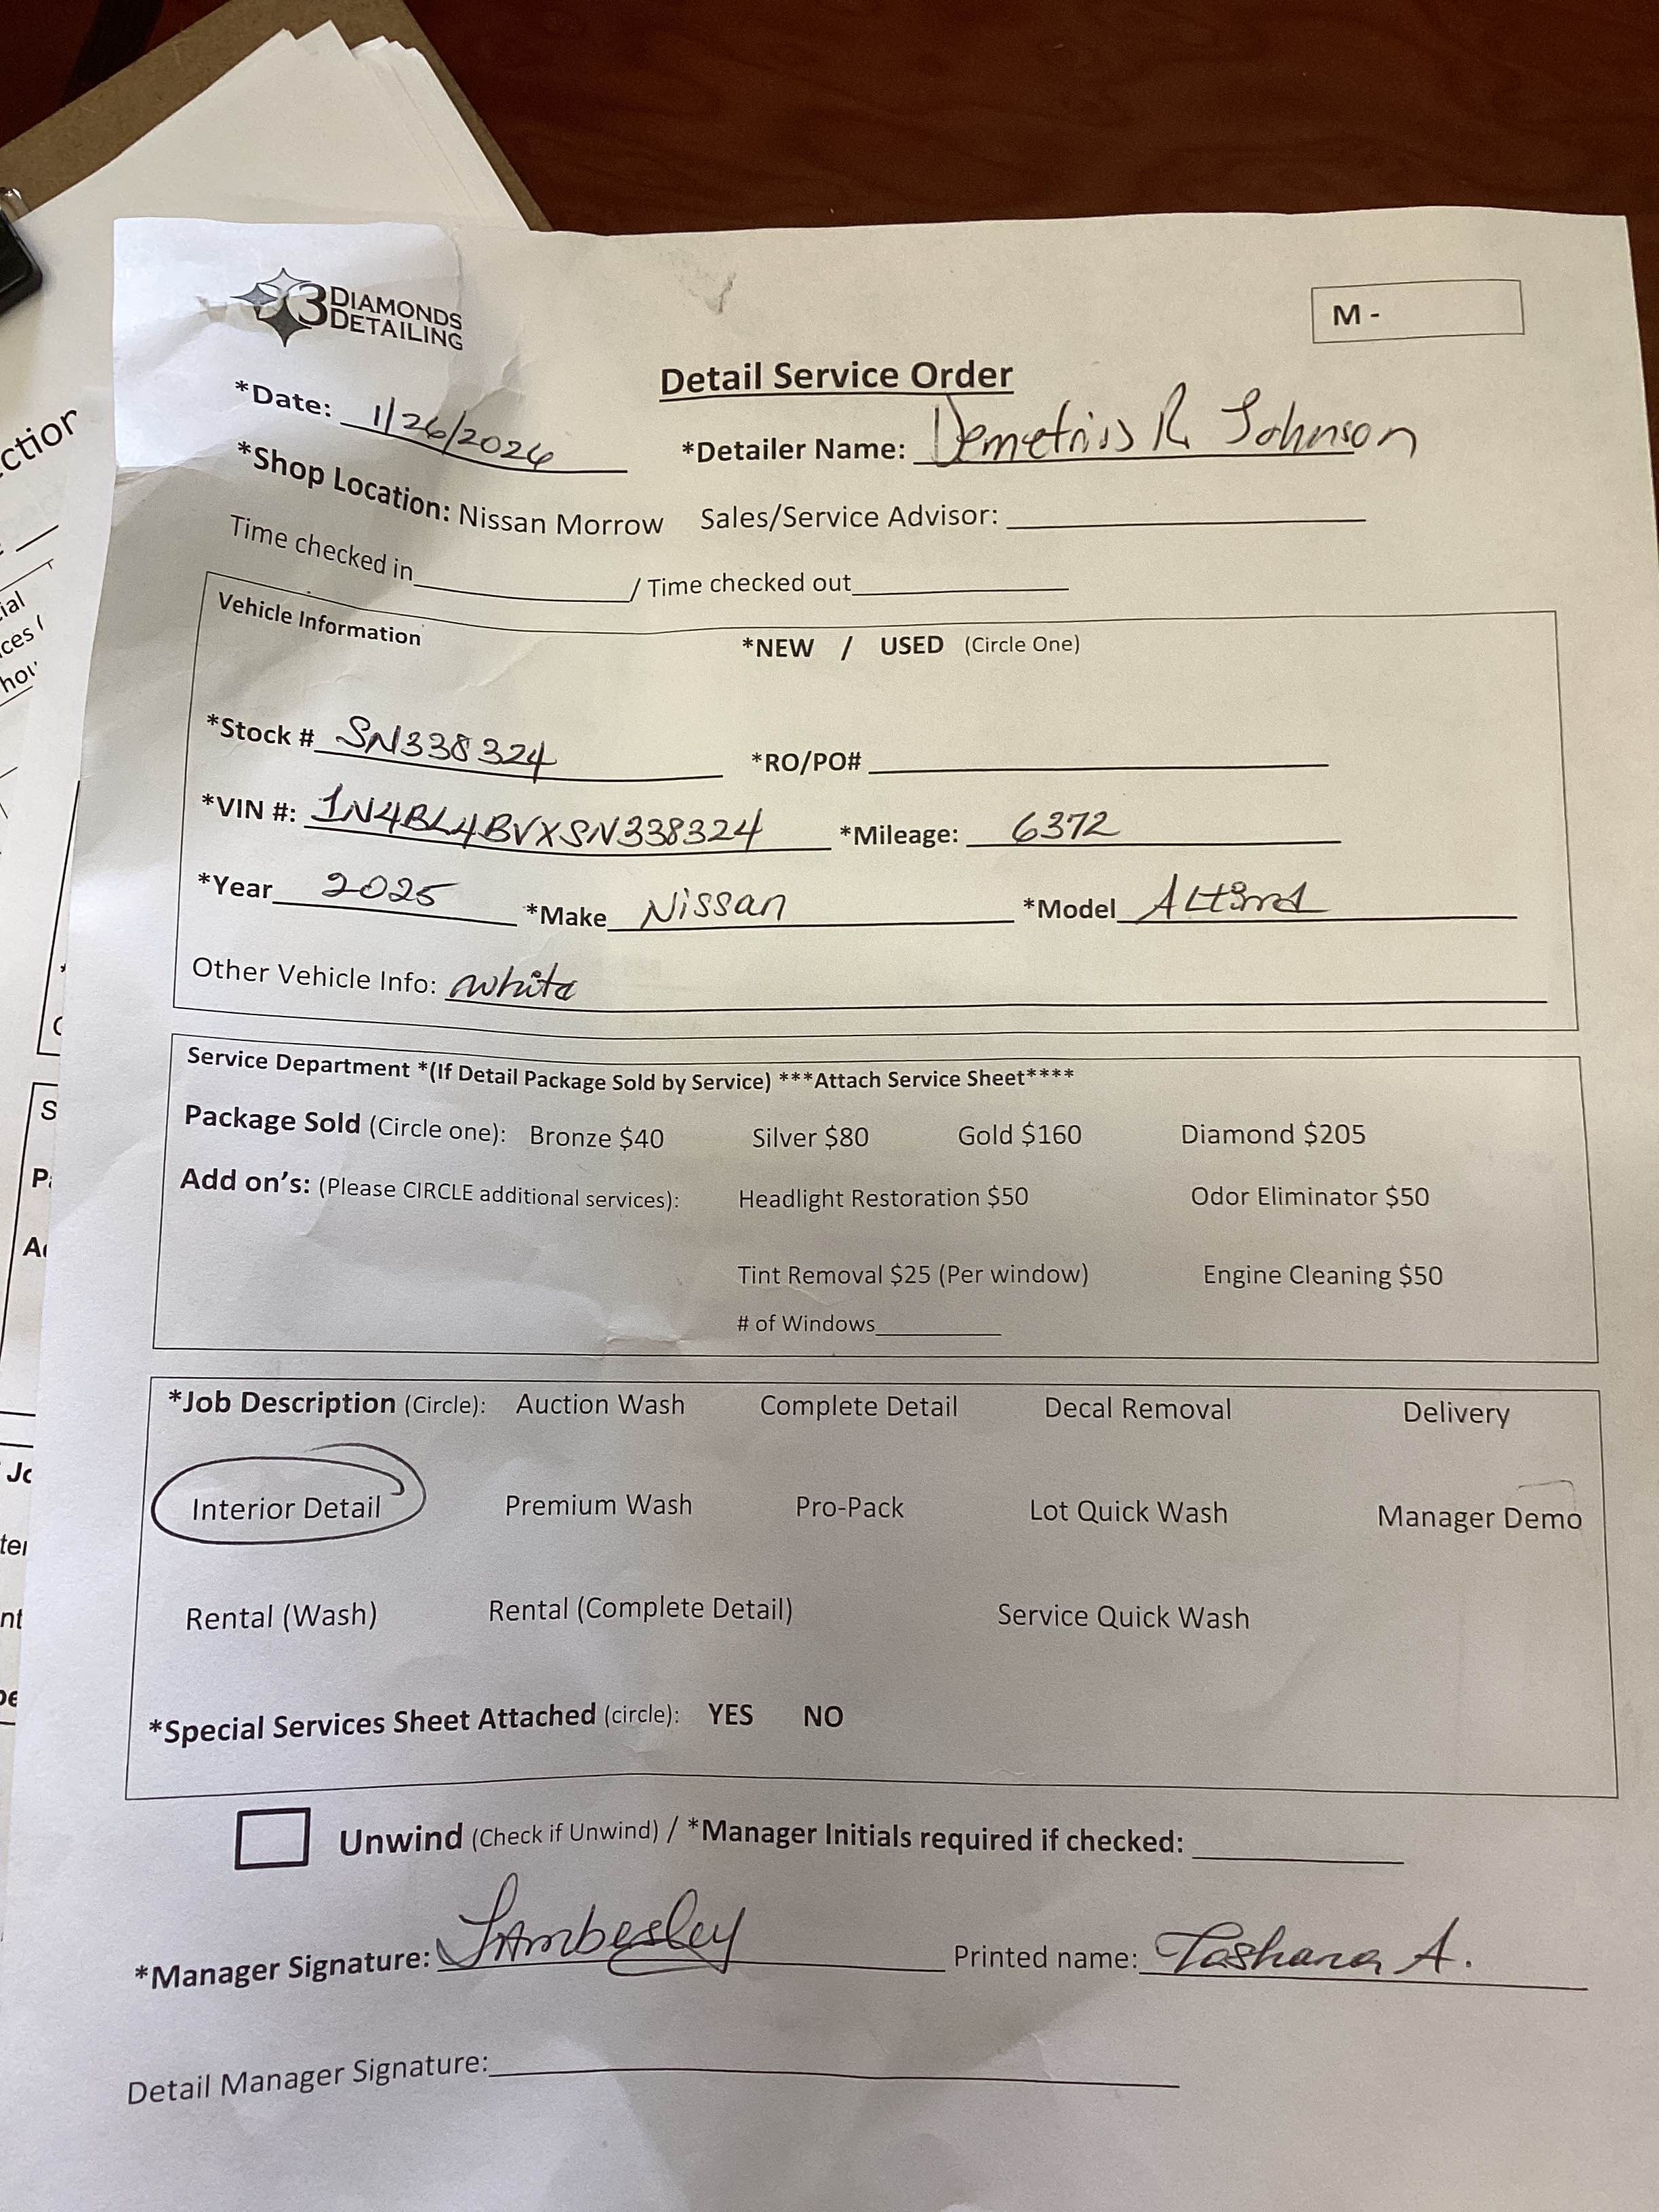 3 DIAMONDS
DETAILING
M -
Detail Service Order
*Date: 1/26/2026 *Detailer Name: Demetrius R Johnson
*Shop Location: Nissan Morrow Sales/Service Advisor:
Time checked in / Time checked out
Vehicle Information
*NEW / USED (Circle One)
*Stock # SN338324 *RO/PO#
*VIN #: 1N4BL4BVXSN338324 *Mileage: 6372
*Year 2025 *Make Nissan *Model Altima
Other Vehicle Info: white
Service Department *(If Detail Package Sold by Service) ***Attach Service Sheet****
Package Sold (Circle one): Bronze $40 Silver $80 Gold $160 Diamond $205
Add on's: (Please CIRCLE additional services): Headlight Restoration $50 Odor Eliminator $50
Tint Removal $25 (Per window) Engine Cleaning $50
# of Windows
*Job Description (Circle): Auction Wash Complete Detail Decal Removal Delivery
Interior Detail Premium Wash Pro-Pack Lot Quick Wash Manager Demo
Rental (Wash) Rental (Complete Detail) Service Quick Wash
*Special Services Sheet Attached (circle): YES NO
Unwind (Check if Unwind) / *Manager Initials required if checked:
*Manager Signature: Printed name: Tashana A.
Detail Manager Signature: